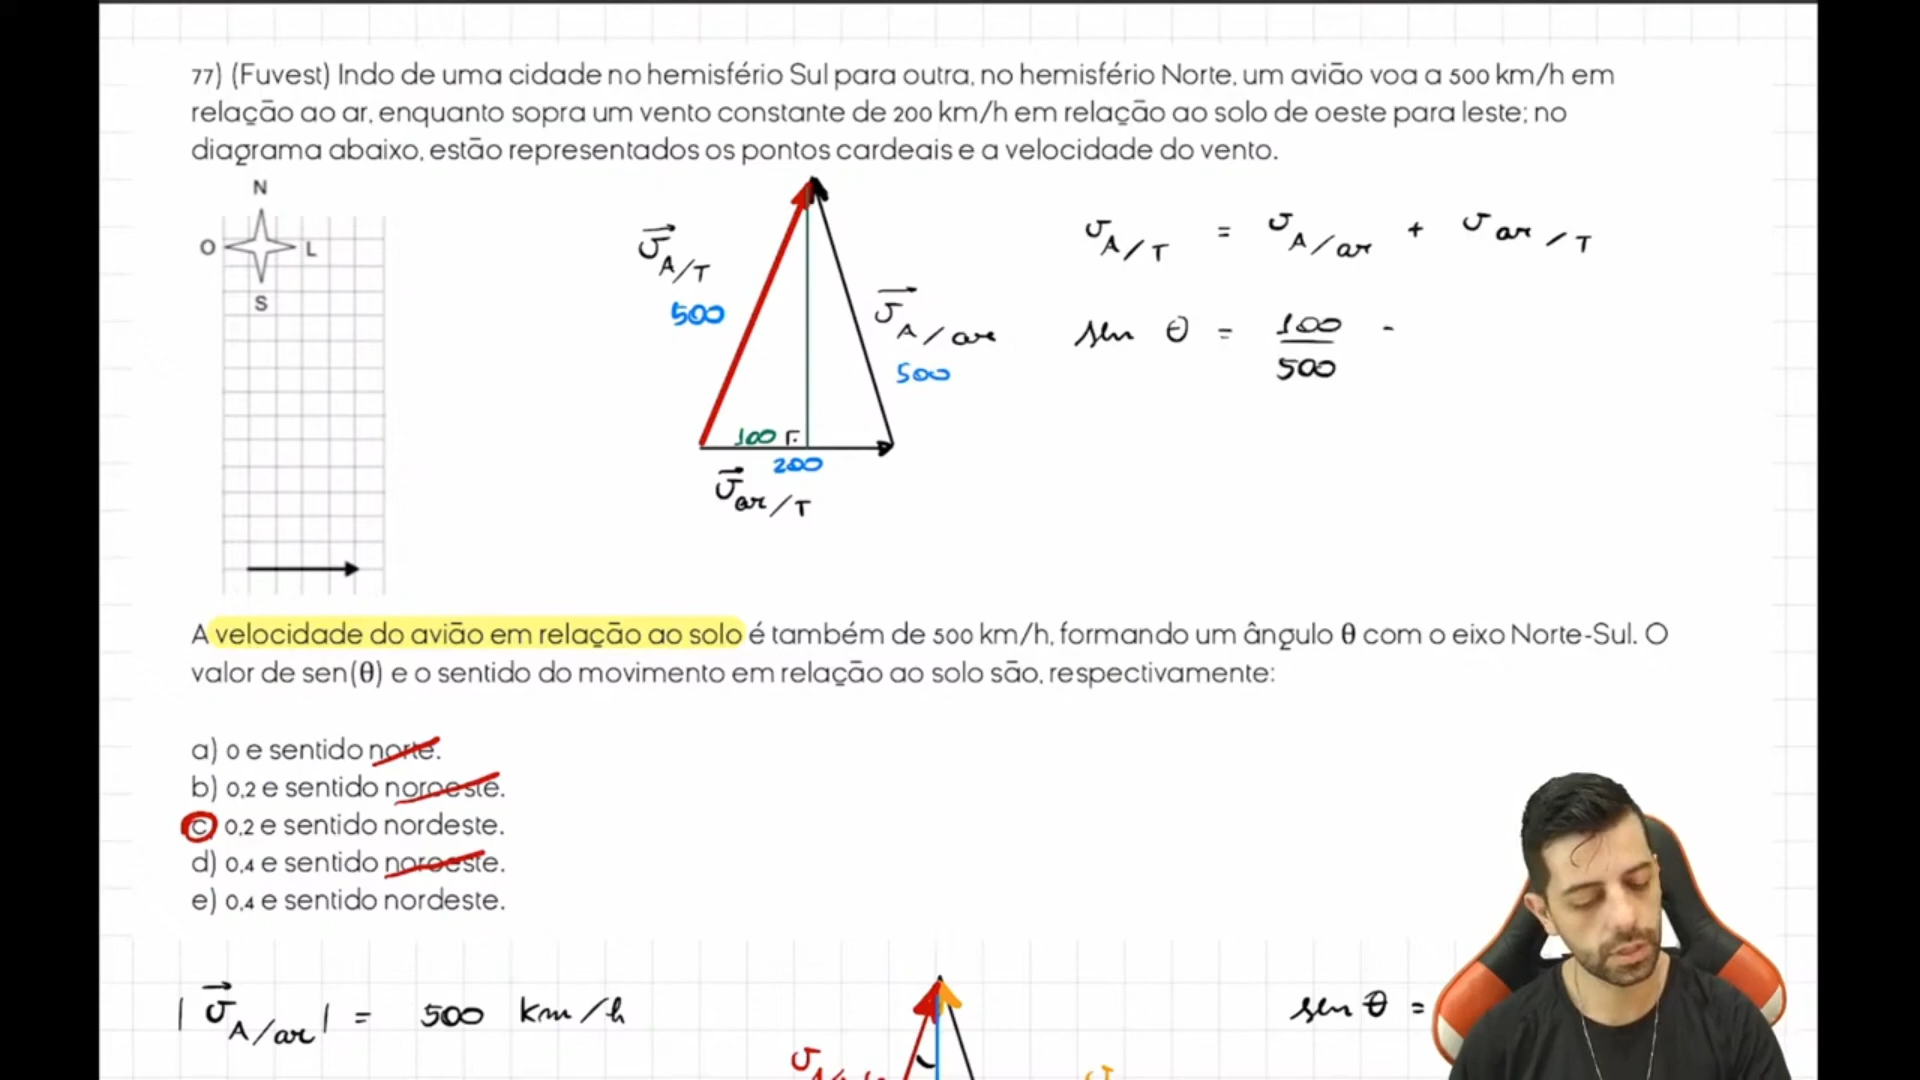 77) (Fuvest) Indo de uma cidade no hemisfério Sul para outra, no hemisfério Norte, um avião voa a 500 km/h em
relação ao ar, enquanto sopra um vento constante de 200 km/h em relação ao solo de oeste para leste; no
diagrama abaixo, estão representados os pontos cardeais e a velocidade do vento.
N
O L
S
v A/T
500
v A/ar
500
100
200
v ar/T
v A/T = v A/ar + v ar/T
sen θ = 100/500 =
A velocidade do avião em relação ao solo é também de 500 km/h, formando um ângulo θ com o eixo Norte-Sul. O
valor de sen(θ) e o sentido do movimento em relação ao solo são, respectivamente:
a) 0 e sentido norte.
b) 0,2 e sentido noroeste.
c) 0,2 e sentido nordeste.
d) 0,4 e sentido noroeste.
e) 0,4 e sentido nordeste.
|v A/ar| = 500 km/h
sen θ =